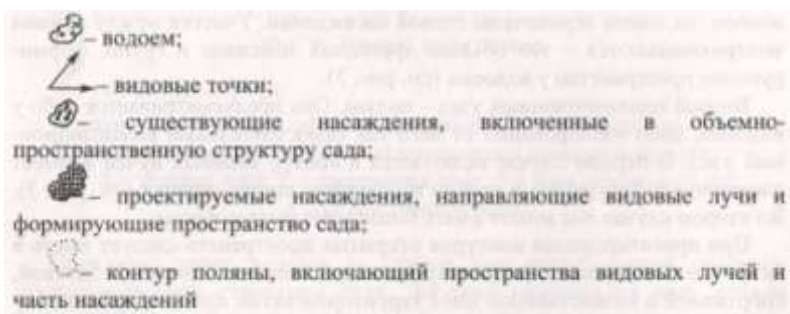 – водоем;
– видовые точки;
– существующие насаждения, включенные в объемно-
пространственную структуру сада;
– проектируемые насаждения, направляющие видовые лучи и
формирующие пространство сада;
– контур поляны, включающий пространства видовых лучей и
часть насаждений